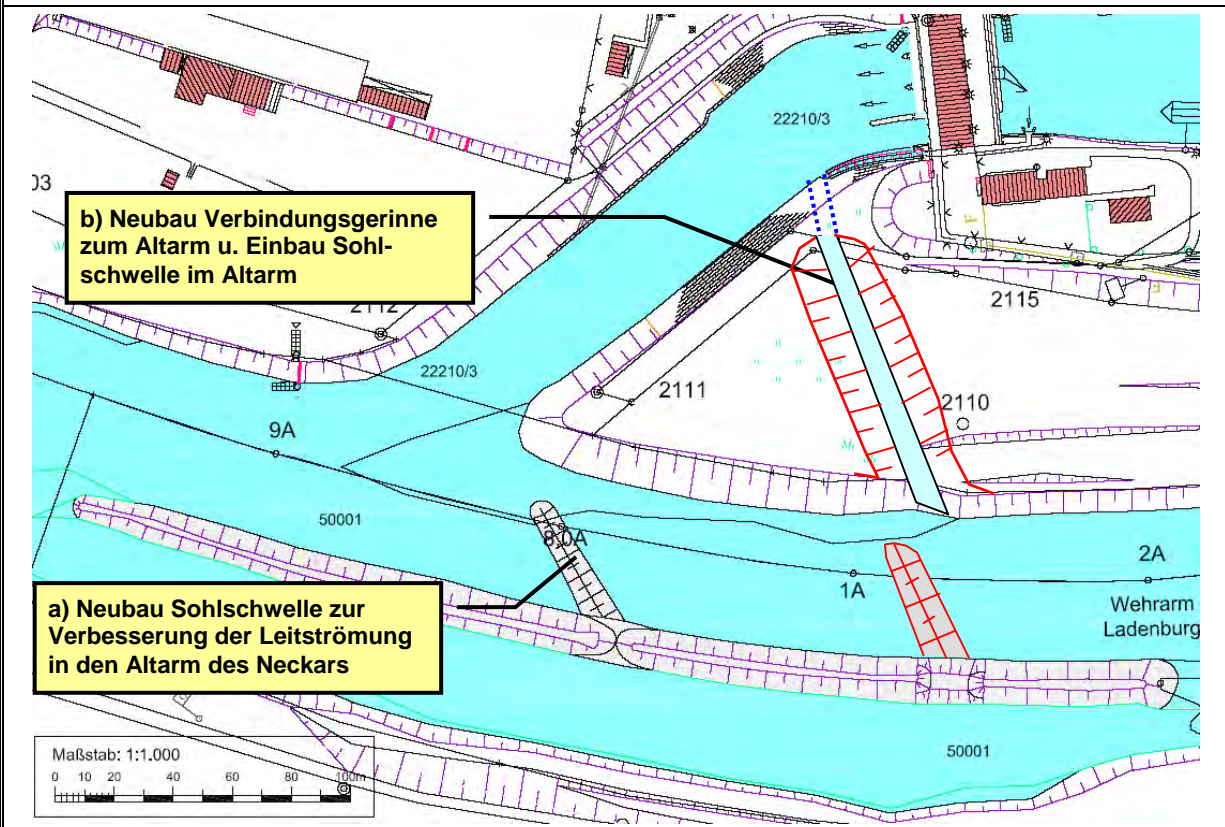 22210/3
03
b) Neubau Verbindungsgerinne
zum Altarm u. Einbau Sohl-
schwelle im Altarm
2112
2115
22210/3
2111
2110
9A
50001
8,0A
1A
2A
Wehrarm
Ladenburg
a) Neubau Sohlschwelle zur
Verbesserung der Leitströmung
in den Altarm des Neckars
50001
Maßstab: 1:1.000
0 10 20 40 60 80 100m